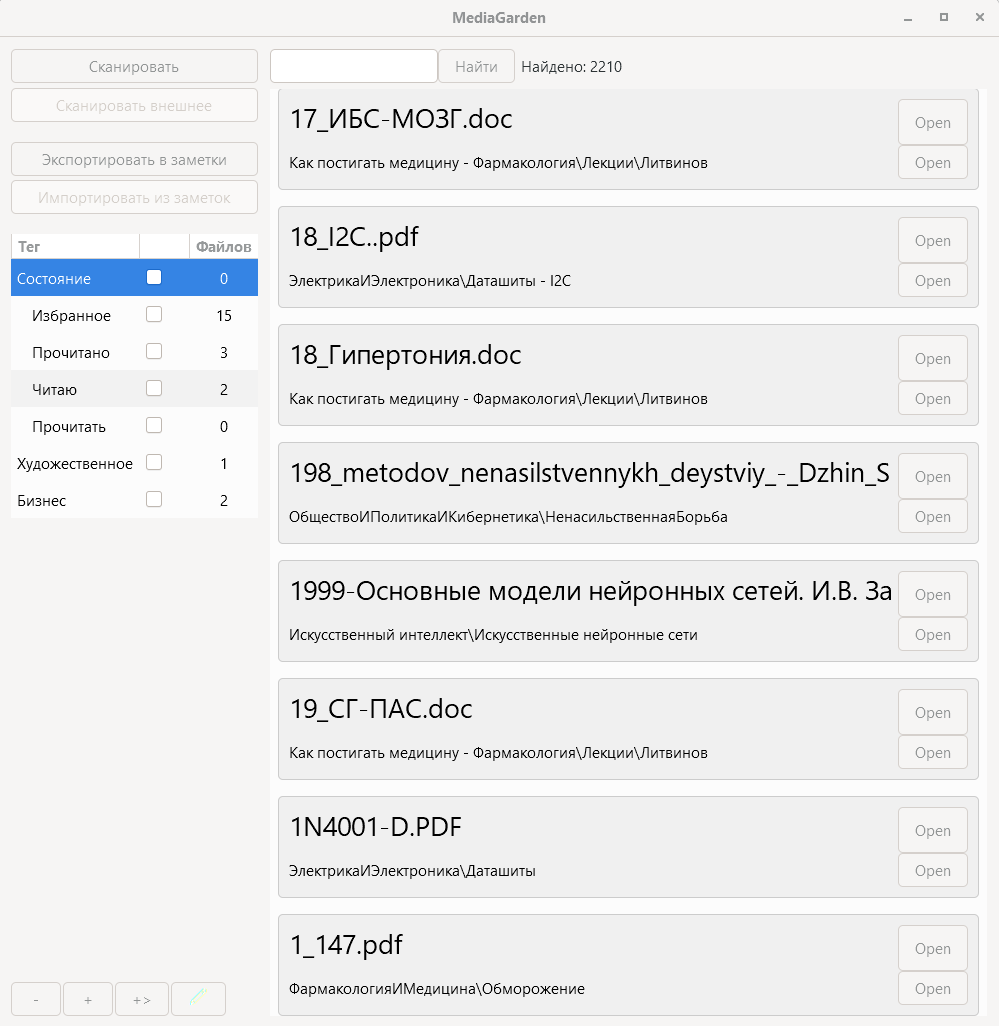 MediaGarden
Сканировать
Найти
Найдено: 2210
Сканировать внешнее
Экспортировать в заметки
Импортировать из заметок
Тег Файлов
Состояние 0
Избранное 15
Прочитано 3
Читаю 2
Прочитать 0
Художественное 1
Бизнес 2
- + +>
17_ИБС-МОЗГ.doc
Open
Как постигать медицину - Фармакология\Лекции\Литвинов
Open
18_I2C..pdf
Open
ЭлектрикаИЭлектроника\Даташиты - I2C
Open
18_Гипертония.doc
Open
Как постигать медицину - Фармакология\Лекции\Литвинов
Open
198_metodov_nenasilstvennykh_deystviy_-_Dzhin_S
Open
ОбществоИПолитикаИКибернетика\НенасильственнаяБорьба
Open
1999-Основные модели нейронных сетей. И.В. За
Open
Искусственный интеллект\Искусственные нейронные сети
Open
19_СГ-ПАС.doc
Open
Как постигать медицину - Фармакология\Лекции\Литвинов
Open
1N4001-D.PDF
Open
ЭлектрикаИЭлектроника\Даташиты
Open
1_147.pdf
Open
ФармакологияИМедицина\Обморожение
Open